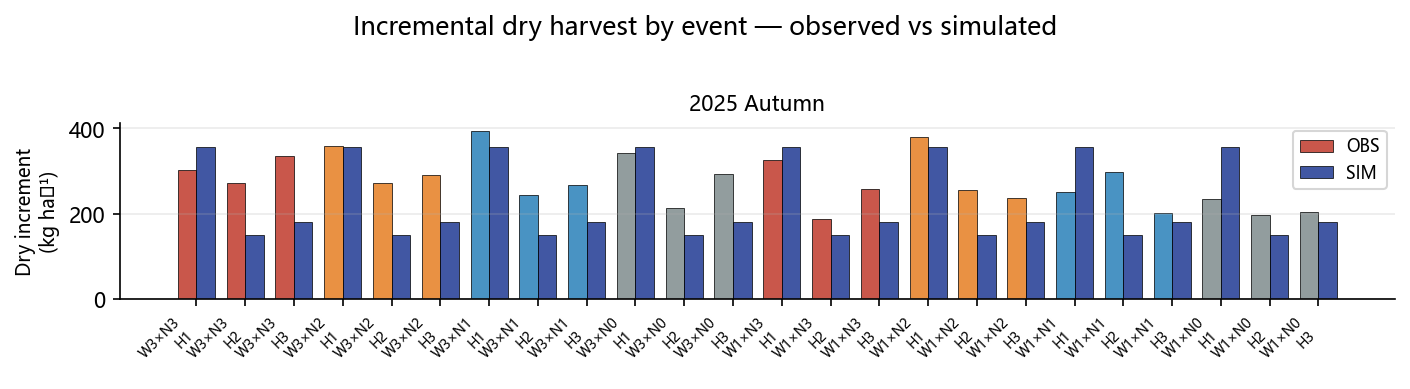 Incremental dry harvest by event — observed vs simulated
2025 Autumn
Dry increment
(kg ha□¹)
400
200
0
OBS
SIM
W3×N3
H1
W3×N3
H2
W3×N3
H3
W3×N2
H1
W3×N2
H2
W3×N2
H3
W3×N1
H1
W3×N1
H2
W3×N1
H3
W3×N0
H1
W3×N0
H2
W3×N0
H3
W1×N3
H1
W1×N3
H2
W1×N3
H3
W1×N2
H1
W1×N2
H2
W1×N2
H3
W1×N1
H1
W1×N1
H2
W1×N1
H3
W1×N0
H1
W1×N0
H2
W1×N0
H3